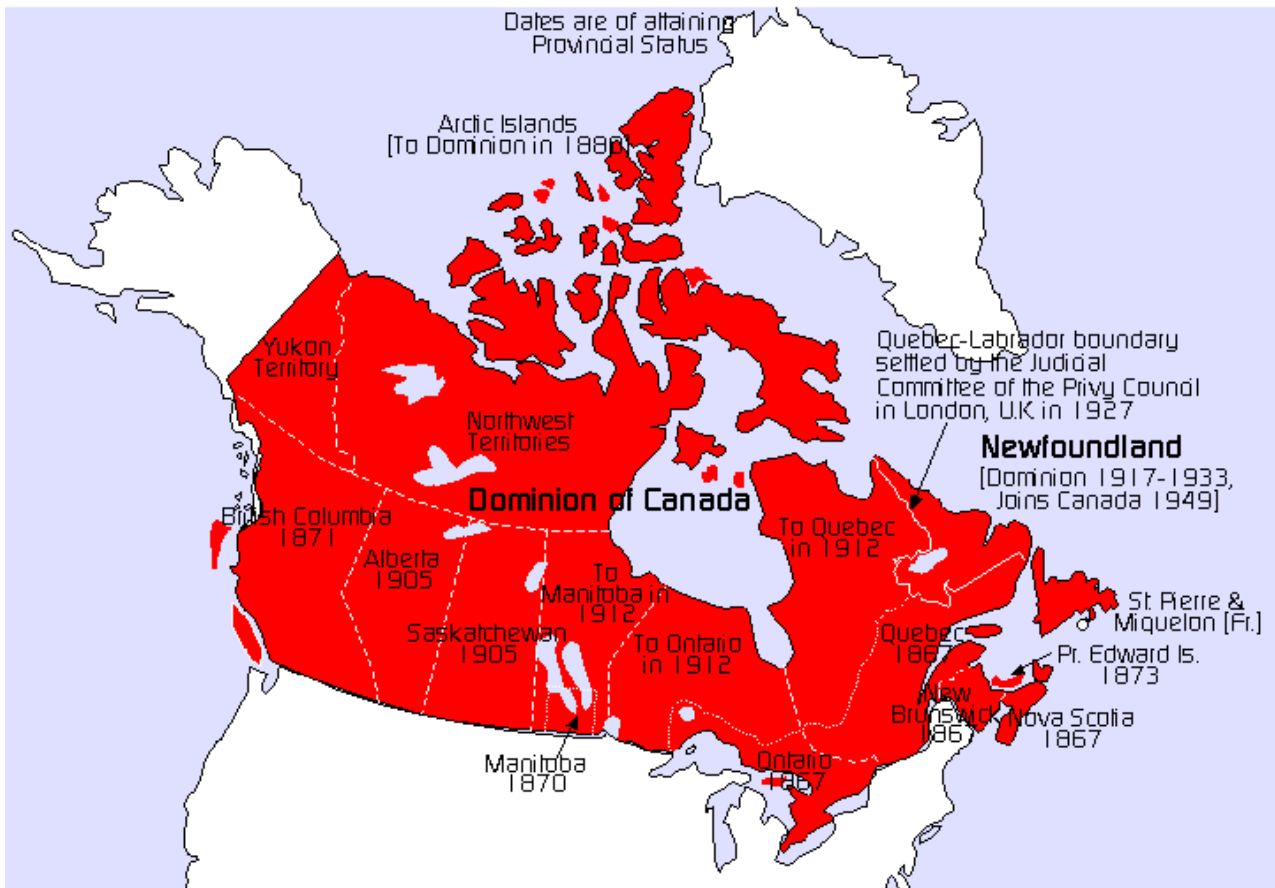 Dates are of attaining
Provincial Status
Arctic Islands
[To Dominion in 1880]
Yukon
Territory
Northwest
Territories
Quebec-Labrador boundary
settled by the Judicial
Committee of the Privy Council
in London, U.K in 1927
Newfoundland
[Dominion 1917-1933,
Joins Canada 1949]
Dominion of Canada
British Columbia
1871
Alberta
1905
Saskatchewan
1905
To
Manitoba in
1912
To Ontario
in 1912
To Quebec
in 1912
Quebec
1867
St. Pierre &
Miquelon [Fr.]
Pr. Edward Is.
1873
New
Brunswick
1867
Nova Scotia
1867
Manitoba
1870
Ontario
1867